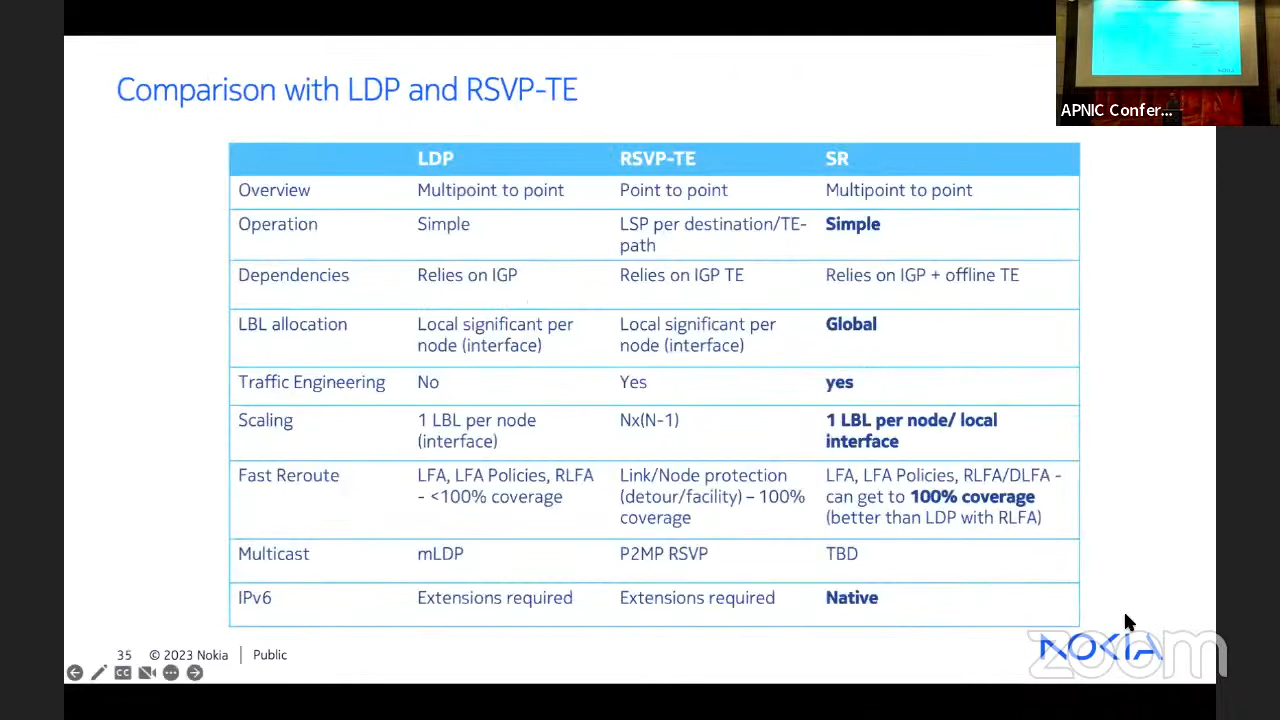 APNIC Confer...
Comparison with LDP and RSVP-TE
LDP RSVP-TE SR
Overview Multipoint to point Point to point Multipoint to point
Operation Simple LSP per destination/TE-
path Simple
Dependencies Relies on IGP Relies on IGP TE Relies on IGP + offline TE
LBL allocation Local significant per
node (interface) Local significant per
node (interface) Global
Traffic Engineering No Yes yes
Scaling 1 LBL per node
(interface) Nx(N-1) 1 LBL per node/ local
interface
Fast Reroute LFA, LFA Policies, RLFA
- <100% coverage Link/Node protection
(detour/facility) – 100%
coverage LFA, LFA Policies, RLFA/DLFA -
can get to 100% coverage
(better than LDP with RLFA)
Multicast mLDP P2MP RSVP TBD
IPv6 Extensions required Extensions required Native
35 © 2023 Nokia | Public
CC
NOKIA
zoom